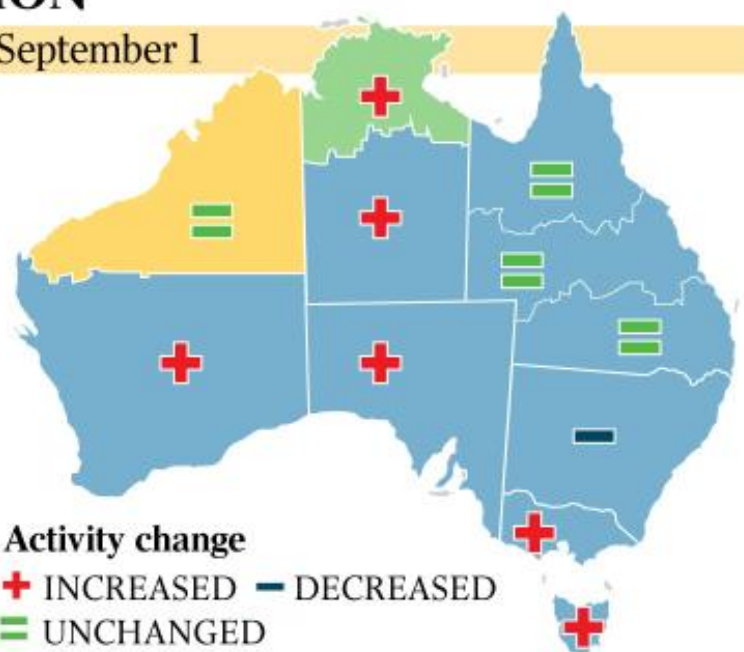 September 1
Activity change
+ INCREASED - DECREASED
= UNCHANGED